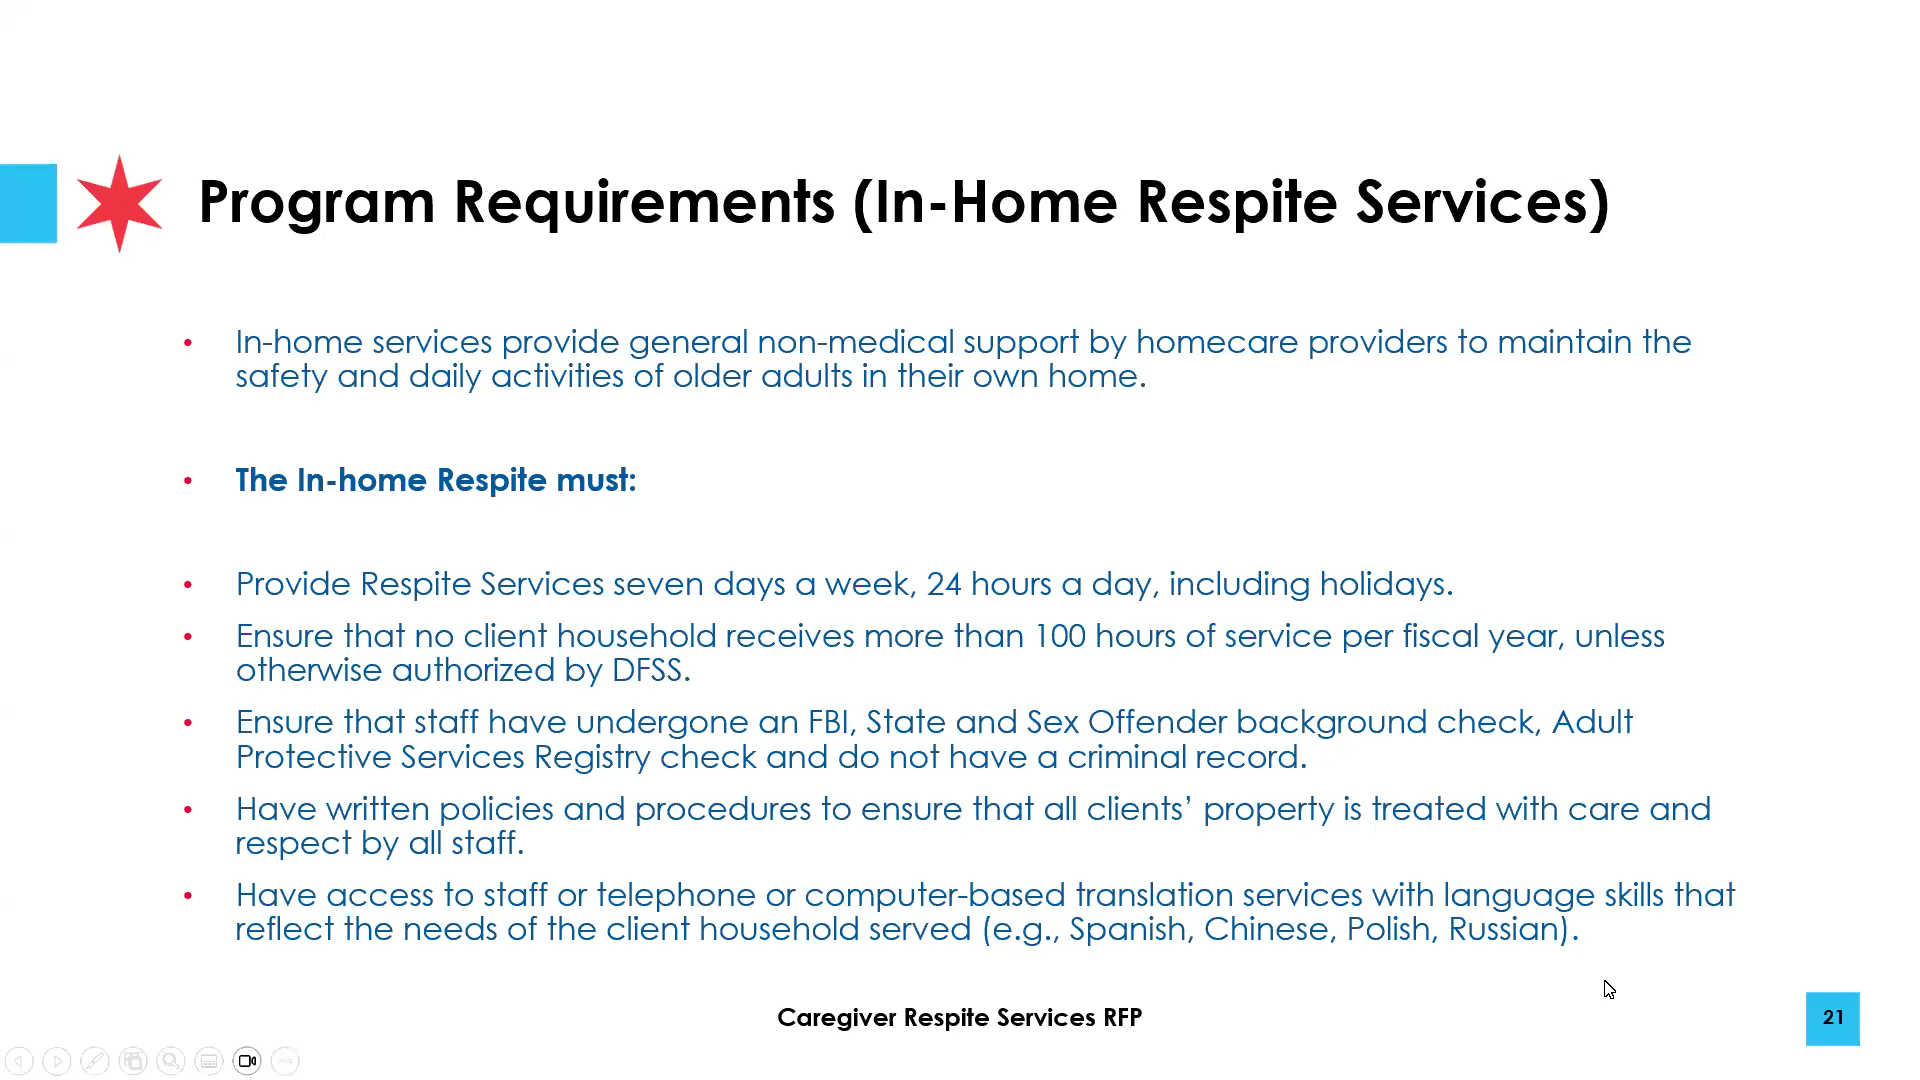 Program Requirements (In-Home Respite Services)
• In-home services provide general non-medical support by homecare providers to maintain the
safety and daily activities of older adults in their own home.
• The In-home Respite must:
• Provide Respite Services seven days a week, 24 hours a day, including holidays.
• Ensure that no client household receives more than 100 hours of service per fiscal year, unless
otherwise authorized by DFSS.
• Ensure that staff have undergone an FBI, State and Sex Offender background check, Adult
Protective Services Registry check and do not have a criminal record.
• Have written policies and procedures to ensure that all clients’ property is treated with care and
respect by all staff.
• Have access to staff or telephone or computer-based translation services with language skills that
reflect the needs of the client household served (e.g., Spanish, Chinese, Polish, Russian).
Caregiver Respite Services RFP
21